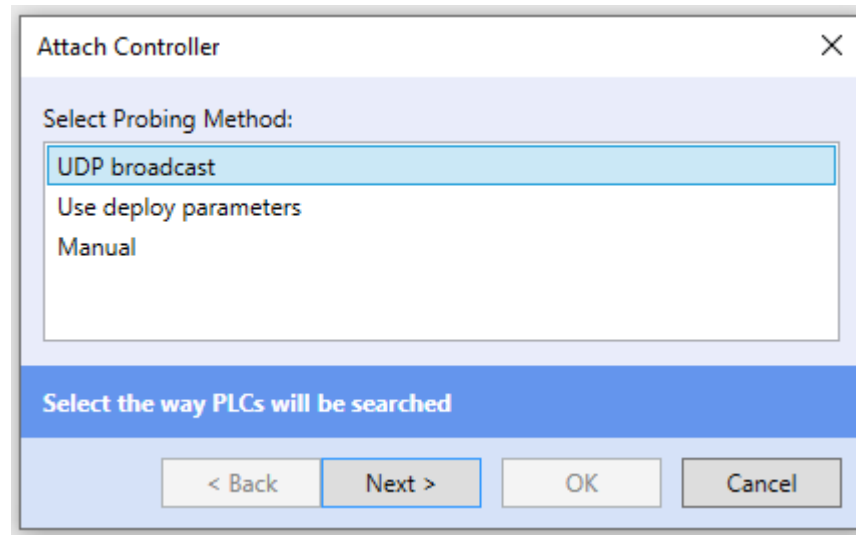 Attach Controller
Select Probing Method:
UDP broadcast
Use deploy parameters
Manual
Select the way PLCs will be searched
< Back Next > OK Cancel